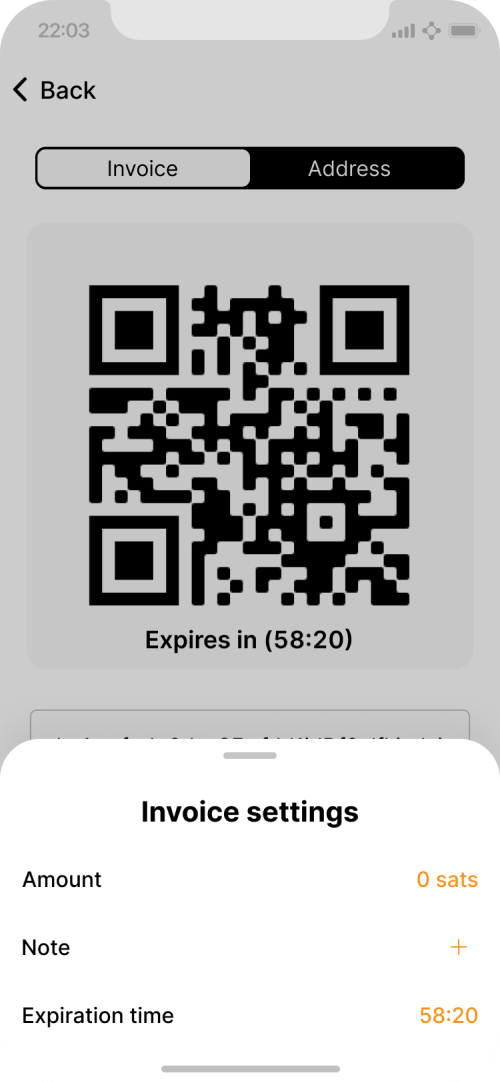 22:03
Back
Invoice
Address
Expires in (58:20)
Invoice settings
Amount
0 sats
Note
+
Expiration time
58:20